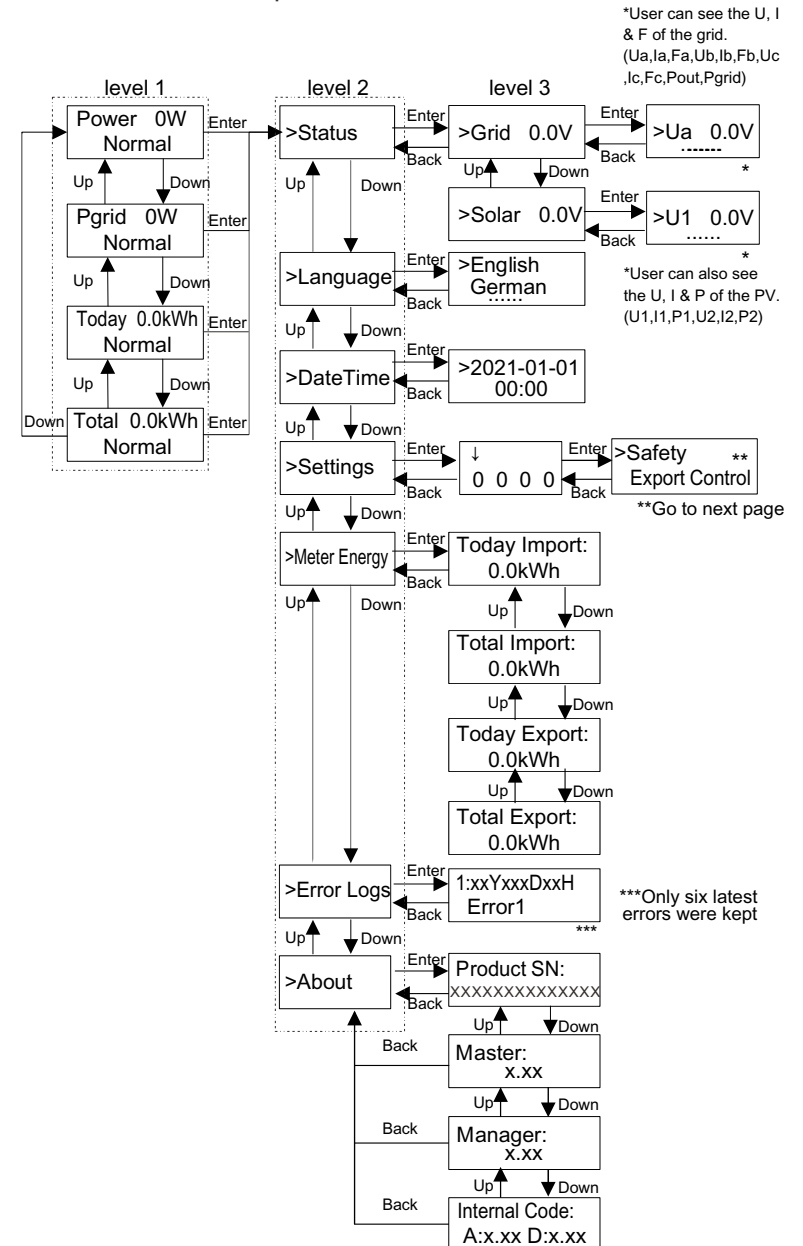 *User can see the U, I
& F of the grid.
(Ua,Ia,Fa,Ub,Ib,Fb,Uc
,Ic,Fc,Pout,Pgrid)
level 1
level 2
level 3
Power 0W
Normal
Enter
>Status
Enter
Back
>Grid 0.0V
Enter
Back
>Ua 0.0V
.......
*
Up
Down
Up
Down
Up
Down
Pgrid 0W
Normal
Enter
>Solar 0.0V
Enter
Back
>U1 0.0V
......
*
Up
Down
>Language
Enter
Back
>English
German
......
*User can also see
the U, I & P of the PV.
(U1,I1,P1,U2,I2,P2)
Today 0.0kWh
Normal
Enter
Up
Down
Up
Down
>DateTime
Enter
Back
>2021-01-01
00:00
Down
Total 0.0kWh
Normal
Enter
Up
Down
>Settings
Enter
Back
↓
0 0 0 0
Enter
Back
>Safety **
Export Control
**Go to next page
Up
Down
>Meter Energy
Enter
Back
Today Import:
0.0kWh
Up
Down
Up
Down
Total Import:
0.0kWh
Up
Down
Today Export:
0.0kWh
Up
Down
Total Export:
0.0kWh
>Error Logs
Enter
Back
1:xxYxxxDxxH
Error1
***
***Only six latest
errors were kept
Up
Down
>About
Enter
Back
Product SN:
XXXXXXXXXXXXXX
Up
Down
Back
Master:
x.xx
Up
Down
Back
Manager:
x.xx
Up
Down
Back
Internal Code:
A:x.xx D:x.xx